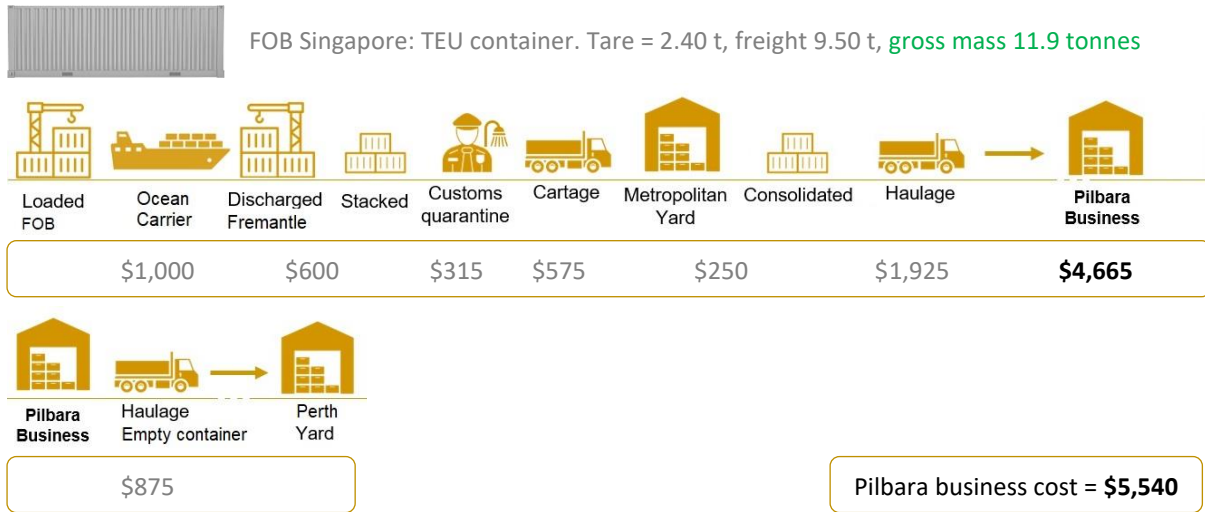 FOB Singapore: TEU container. Tare = 2.40 t, freight 9.50 t, gross mass 11.9 tonnes
Loaded FOB
Ocean Carrier
Discharged Fremantle
Stacked
Customs quarantine
Cartage
Metropolitan Yard
Consolidated
Haulage
Pilbara Business
$1,000 $600 $315 $575 $250 $1,925 $4,665
Pilbara Business
Haulage Empty container
Perth Yard
$875
Pilbara business cost = $5,540